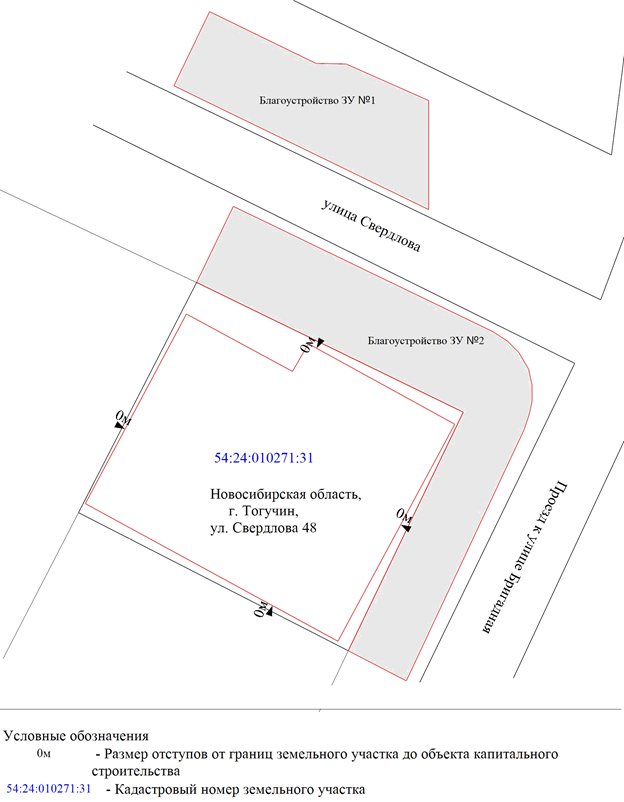 Благоустройство ЗУ №1
улица Свердлова
Благоустройство ЗУ №2
0м
0м
54:24:010271:31
Новосибирская область,
г. Тогучин,
ул. Свердлова 48
0м
Проезд к улице Бригадная
0м
Условные обозначения
0м - Размер отступов от границ земельного участка до объекта капитального
строительства
54:24:010271:31 - Кадастровый номер земельного участка